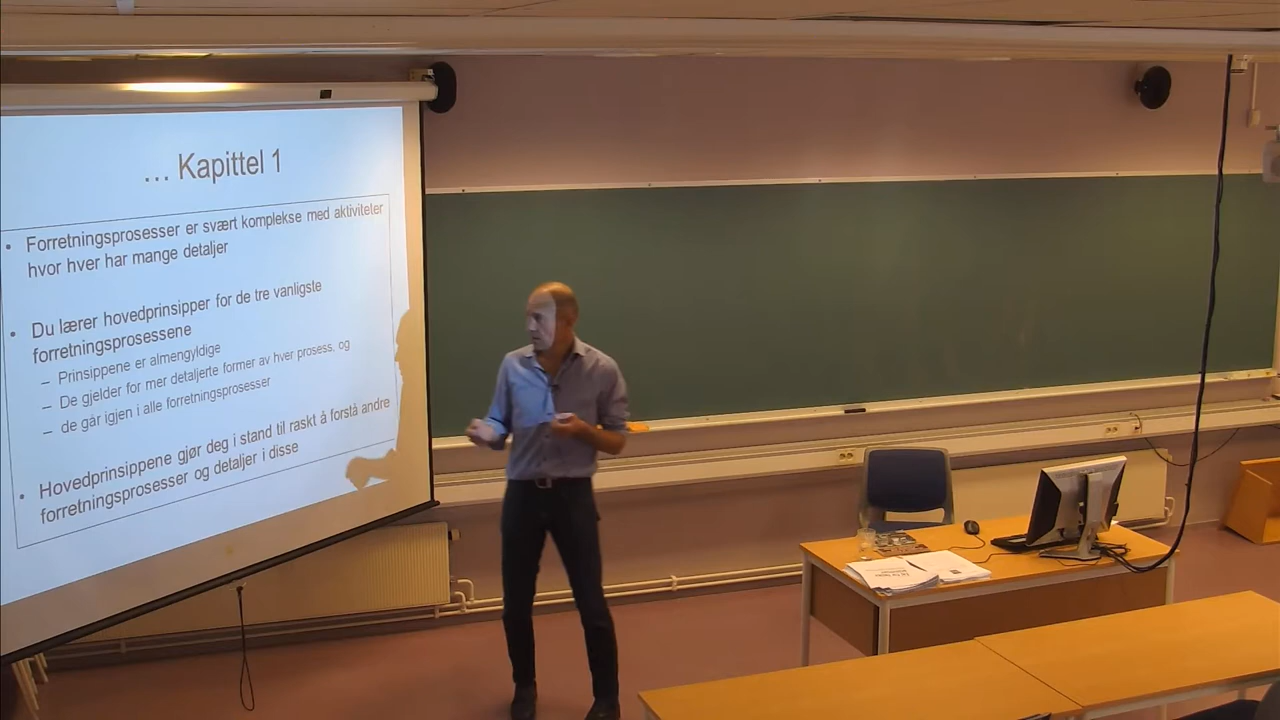 ... Kapittel 1
• Forretningsprosesser er svært komplekse med aktiviteter
hvor hver har mange detaljer
• Du lærer hovedprinsipper for de tre vanligste
forretningsprosessene
– Prinsippene er almengyldige
– De gjelder for mer detaljerte former av hver prosess, og
– de går igjen i alle forretningsprosesser
• Hovedprinsippene gjør deg i stand til raskt å forstå andre
forretningsprosesser og detaljer i disse